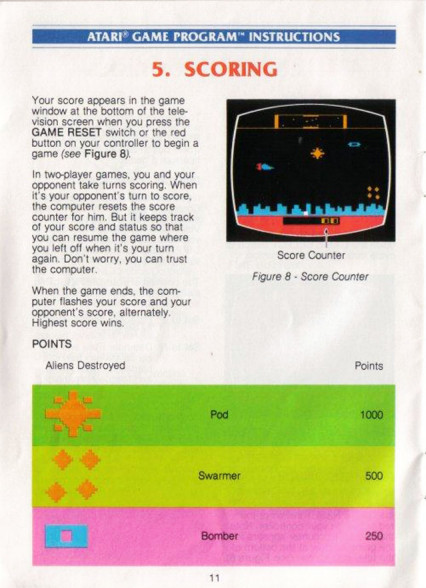 ATARI® GAME PROGRAM™ INSTRUCTIONS
5. SCORING
Your score appears in the game
window at the bottom of the tele-
vision screen when you press the
GAME RESET switch or the red
button on your controller to begin a
game (see Figure 8).
In two-player games, you and your
opponent take turns scoring. When
it's your opponent's turn to score,
the computer resets the score
counter for him. But it keeps track
of your score and status so that
you can resume the game where
you left off when it's your turn
again. Don't worry, you can trust
the computer.
When the game ends, the com-
puter flashes your score and your
opponent's score, alternately.
Highest score wins.
Score Counter
Figure 8 - Score Counter
POINTS
Aliens Destroyed Points
Pod 1000
Swarmer 500
Bomber 250
11